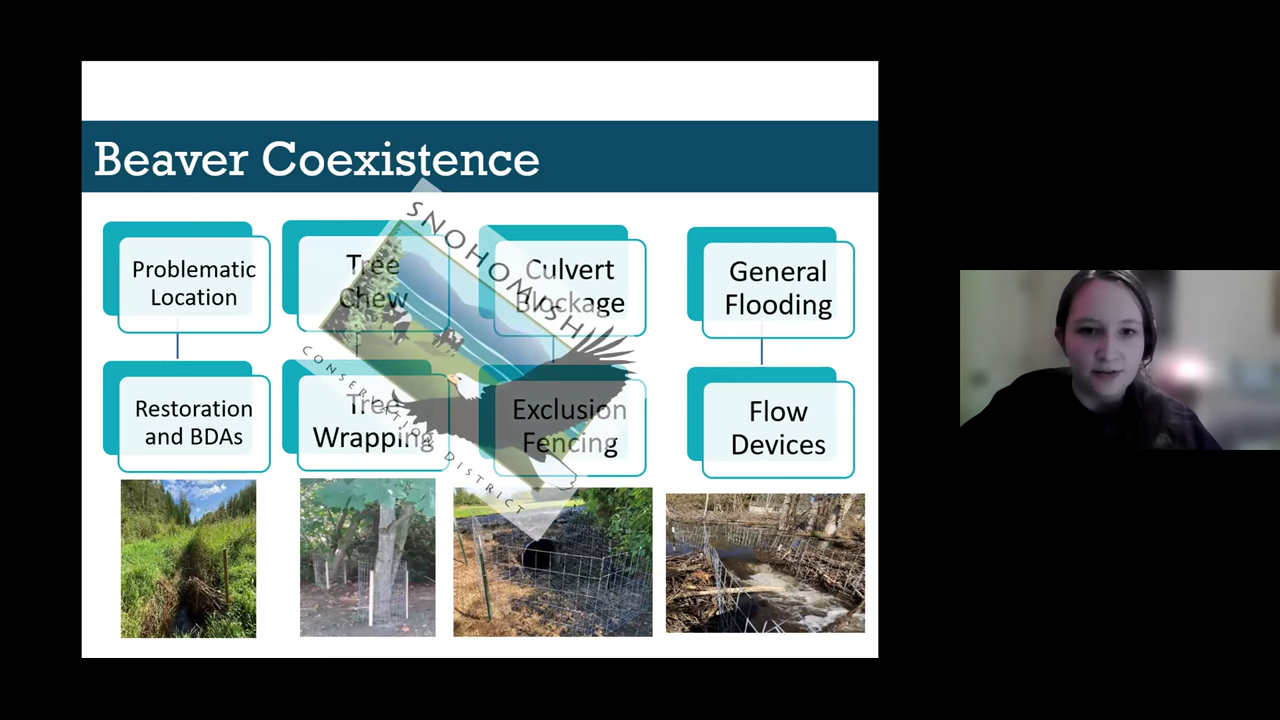 Beaver Coexistence
Problematic
Location
Tree
Chew
Culvert
Blockage
General
Flooding
Restoration
and BDAs
Tree
Wrapping
Exclusion
Fencing
Flow
Devices
SNOHOMISH
CONSERVATION DISTRICT